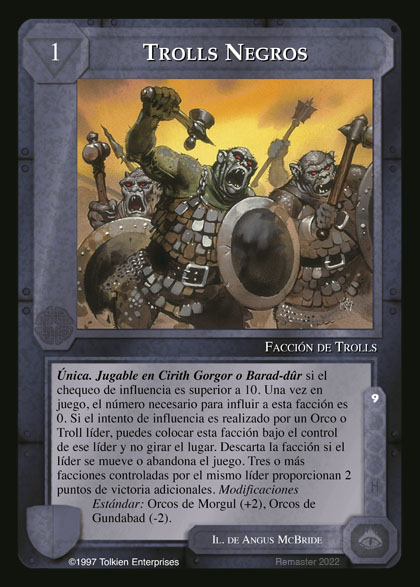 1
Trolls Negros
Facción de Trolls
Única. Jugable en Cirith Gorgor o Barad-dûr si el
chequeo de influencia es superior a 10. Una vez en
juego, el número necesario para influir a esta facción es
0. Si el intento de influencia es realizado por un Orco o
Troll líder, puedes colocar esta facción bajo el control
de ese líder y no girar el lugar. Descarta la facción si el
líder se mueve o abandona el juego. Tres o más
facciones controladas por el mismo líder proporcionan 2
puntos de victoria adicionales. Modificaciones
Estándar: Orcos de Morgul (+2), Orcos de
Gundabad (-2).
9
H
Il. de Angus McBride
©1997 Tolkien Enterprises
Remaster 2022